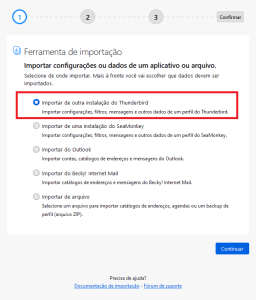 1
2
3
Confirmar
Ferramenta de importação
Importar configurações ou dados de um aplicativo ou arquivo.
Selecione de onde importar. Mais à frente você vai escolher que dados devem ser
importados.
Importar de outra instalação do Thunderbird
Importar configurações, filtros, mensagens e outros dados de um perfil do Thunderbird.
Importar de uma instalação do SeaMonkey
Importar configurações, filtros, mensagens e outros dados de um perfil do SeaMonkey.
Importar do Outlook
Importar contas, catálogos de endereços e mensagens do Outlook.
Importar do Becky! Internet Mail
Importar catálogos de endereços e mensagens do Becky! Internet Mail.
Importar de arquivo
Selecione um arquivo para importar catálogos de endereços, agendas ou um backup de
perfil (arquivo ZIP).
Continuar
Precisa de ajuda?
Documentação de importação - Fórum de suporte